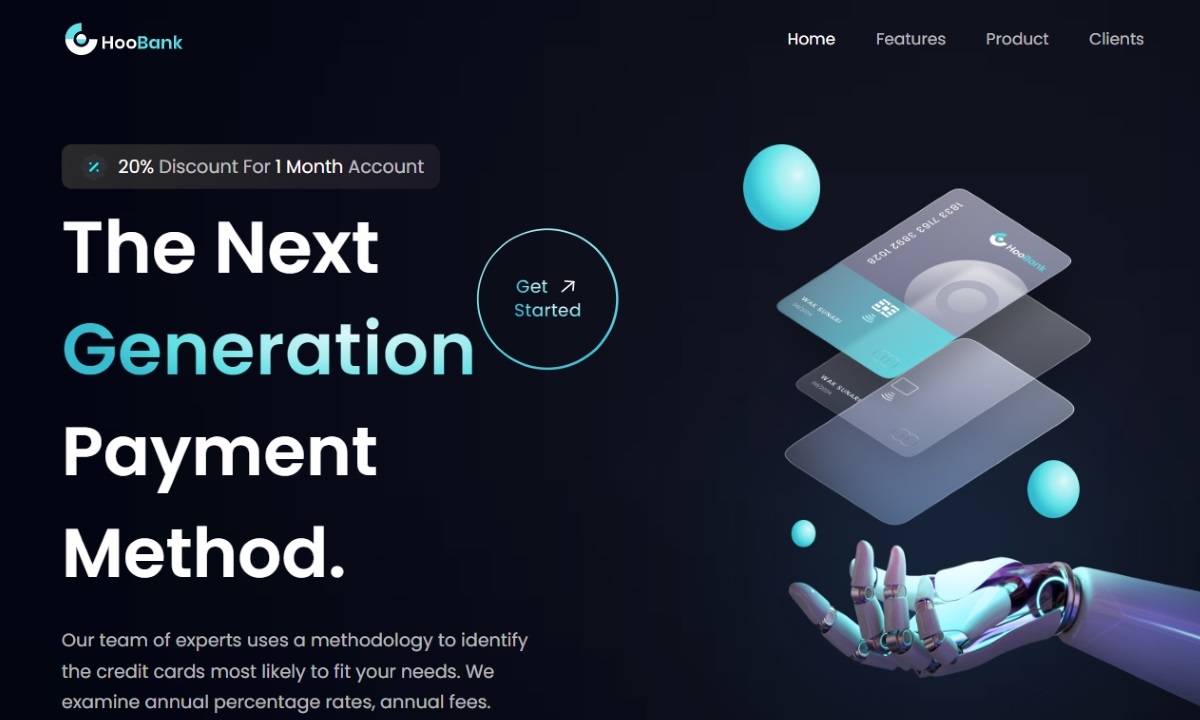 HooBank
Home Features Product Clients
20% Discount For 1 Month Account
The Next
Generation
Payment
Method.
Get
Started
Our team of experts uses a methodology to identify
the credit cards most likely to fit your needs. We
examine annual percentage rates, annual fees.
1833 7163 3892 1028
HooBank
WAK SUNARI
WAK SUNARI